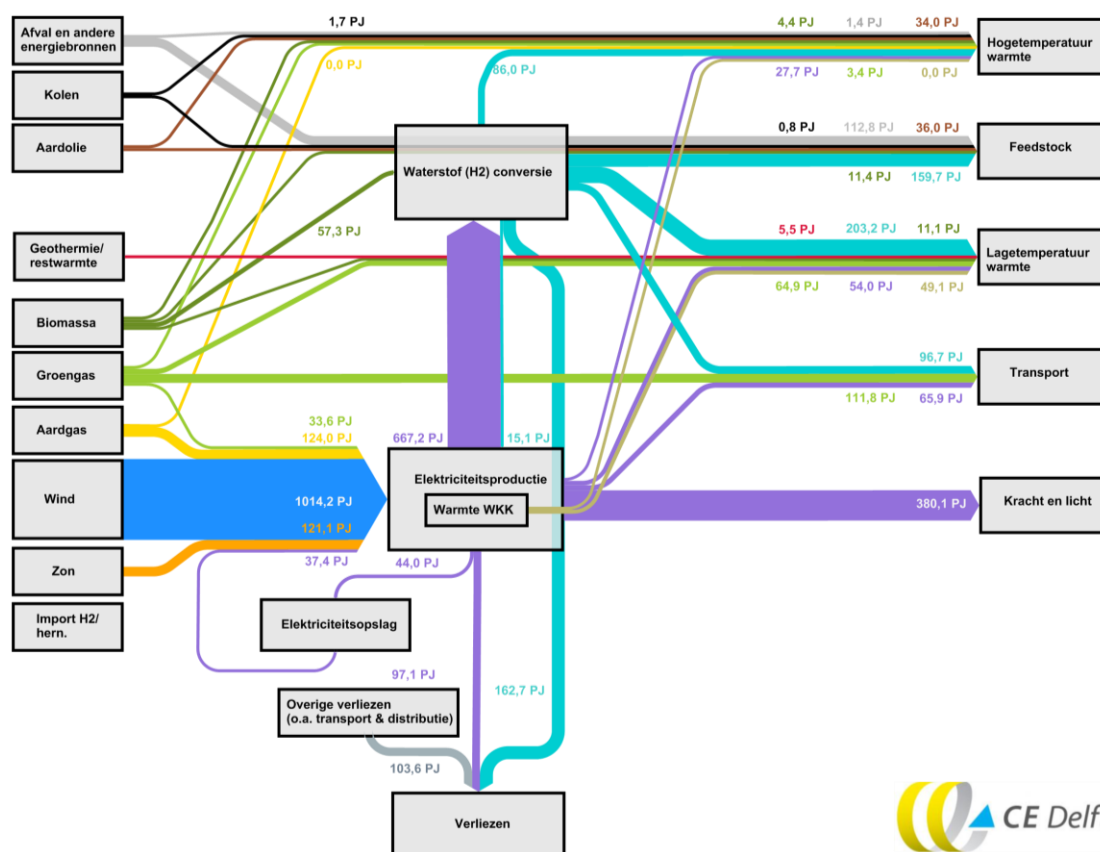 1,7 PJ
4,4 PJ
1,4 PJ
34,0 PJ
Afval en andere
energiebronnen
Hogetemperatuur
warmte
0,0 PJ
86,0 PJ
27,7 PJ
3,4 PJ
0,0 PJ
Kolen
Aardolie
0,8 PJ
112,8 PJ
36,0 PJ
Waterstof (H2) conversie
Feedstock
11,4 PJ
159,7 PJ
57,3 PJ
5,5 PJ
203,2 PJ
11,1 PJ
Geothermie/
restwarmte
Lagetemperatuur
warmte
64,9 PJ
54,0 PJ
49,1 PJ
Biomassa
96,7 PJ
Groengas
Transport
111,8 PJ
65,9 PJ
33,6 PJ
Aardgas
124,0 PJ
667,2 PJ
15,1 PJ
Elektriciteitsproductie
Wind
1014,2 PJ
Warmte WKK
380,1 PJ
Kracht en licht
121,1 PJ
37,4 PJ
44,0 PJ
Zon
Import H2/
hern.
Elektriciteitsopslag
97,1 PJ
162,7 PJ
Overige verliezen
(o.a. transport & distributie)
103,6 PJ
Verliezen
CE Delf